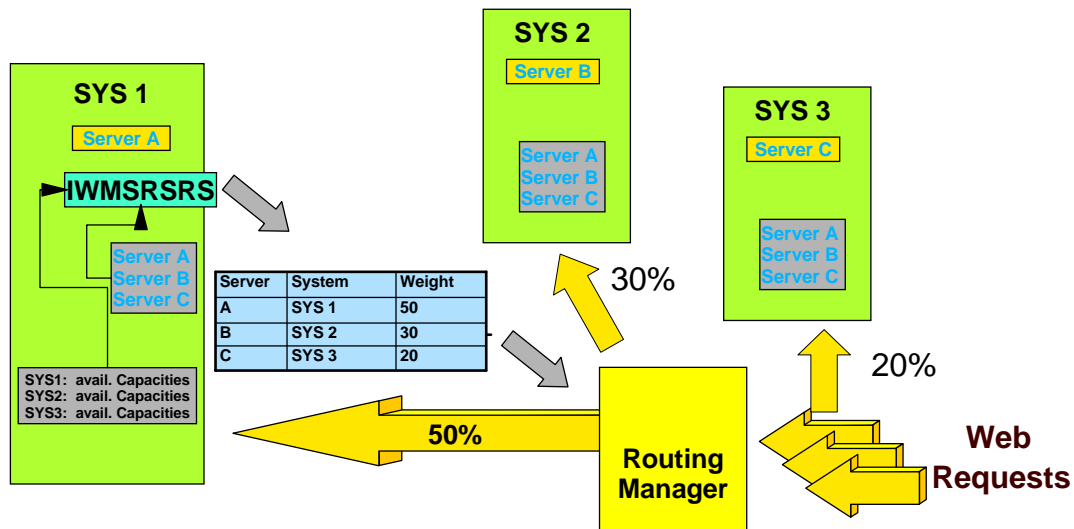 SYS 1
Server A
IWMSRSRS
Server A
Server B
Server C
SYS1: avail. Capacities
SYS2: avail. Capacities
SYS3: avail. Capacities
SYS 2
Server B
Server A
Server B
Server C
SYS 3
Server C
Server A
Server B
Server C
Server System Weight
A SYS 1 50
B SYS 2 30
C SYS 3 20
30%
20%
50%
Routing
Manager
Web
Requests